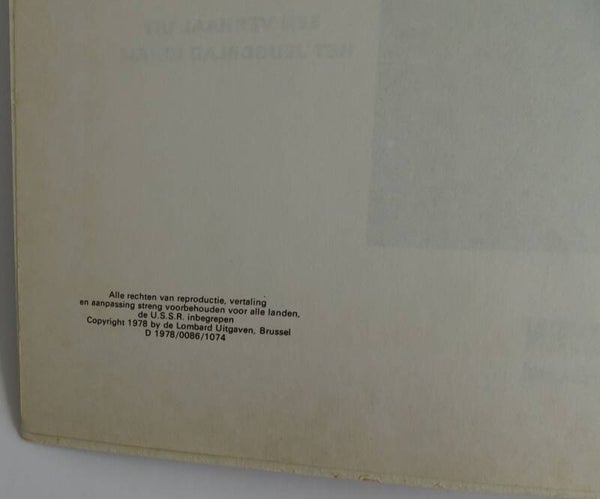 Alle rechten van reproductie, vertaling
en aanpassing streng voorbehouden voor alle landen,
de U.S.S.R. inbegrepen
Copyright 1978 by de Lombard Uitgaven, Brussel
D 1978/0086/1074